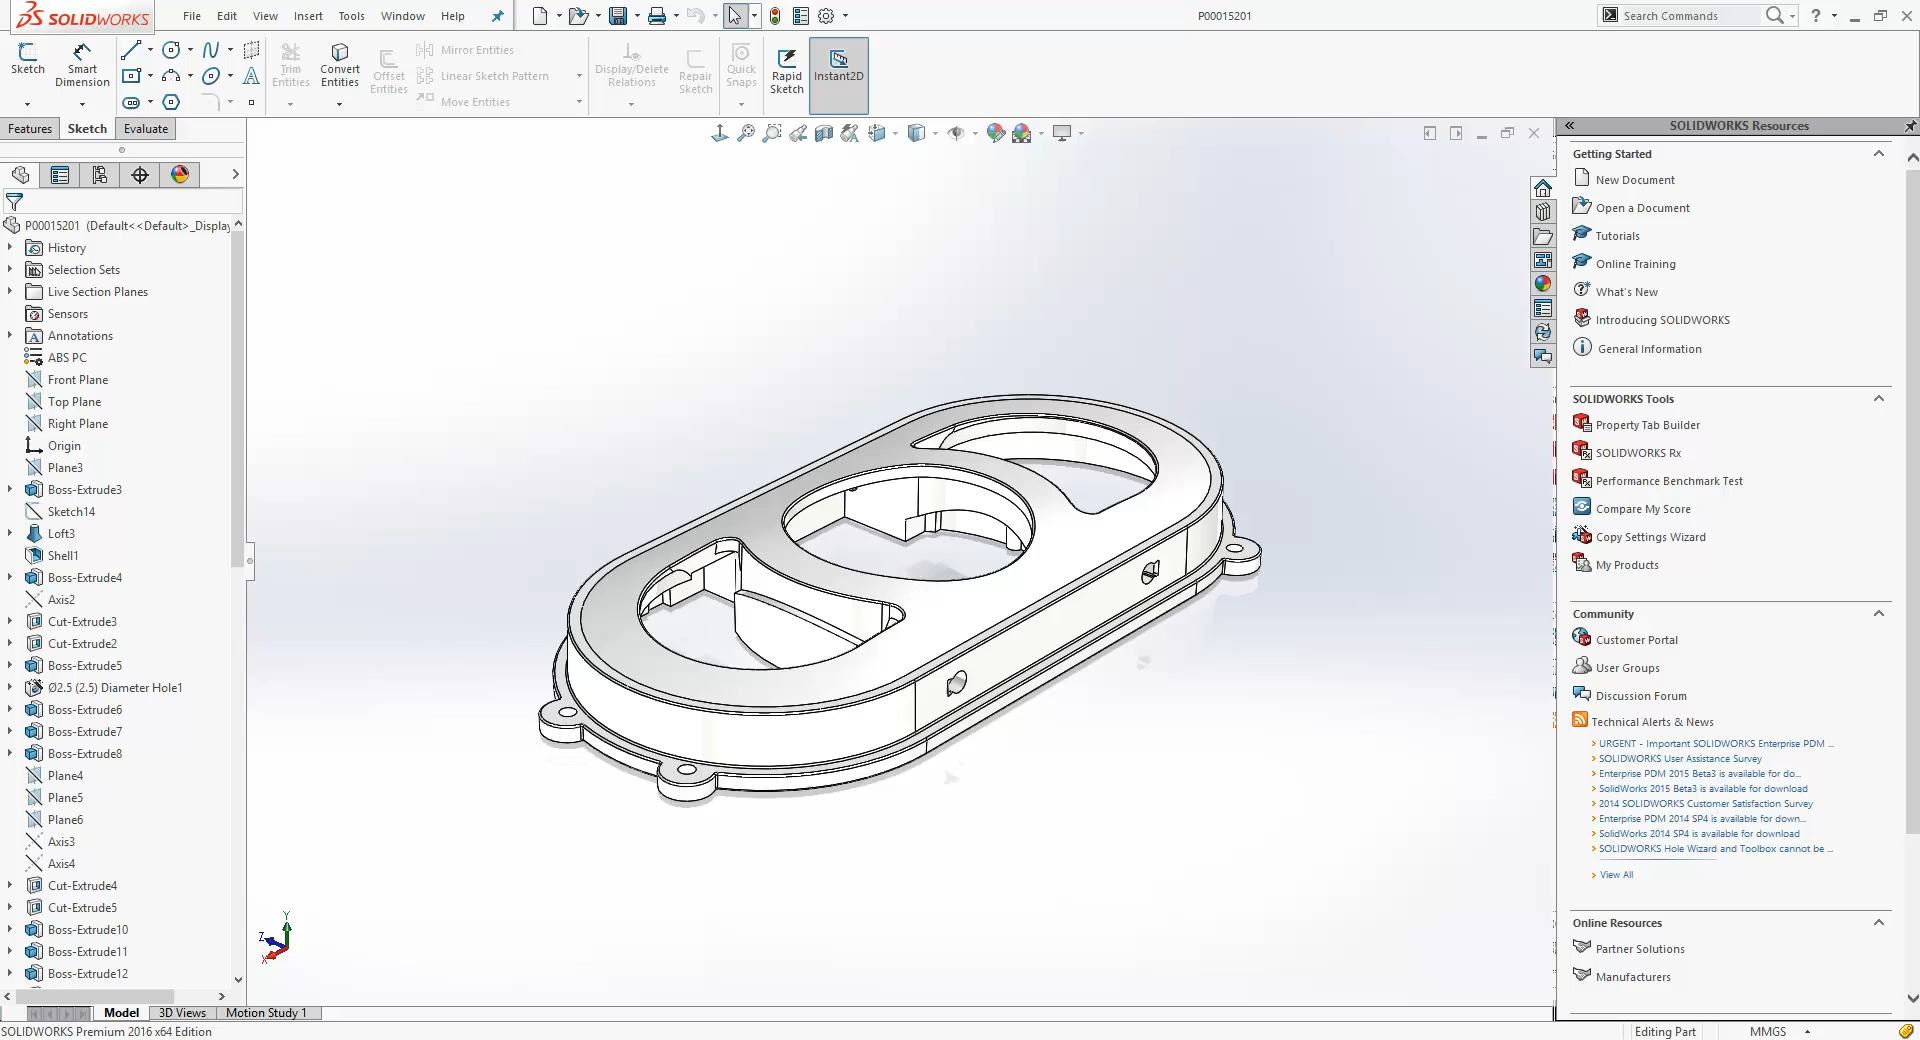 SOLIDWORKS
File Edit View Insert Tools Window Help
P00015201
Search Commands
Sketch
Smart Dimension
Trim Entities
Convert Entities
Offset Entities
Mirror Entities
Linear Sketch Pattern
Move Entities
Display/Delete Relations
Repair Sketch
Quick Snaps
Rapid Sketch
Instant2D
Features Sketch Evaluate
P00015201 (Default<<Default>_Display
History
Selection Sets
Live Section Planes
Sensors
Annotations
ABS PC
Front Plane
Top Plane
Right Plane
Origin
Plane3
Boss-Extrude3
Sketch14
Loft3
Shell1
Boss-Extrude4
Axis2
Cut-Extrude3
Cut-Extrude2
Boss-Extrude5
Ø2.5 (2.5) Diameter Hole1
Boss-Extrude6
Boss-Extrude7
Boss-Extrude8
Plane4
Plane5
Plane6
Axis3
Axis4
Cut-Extrude4
Cut-Extrude5
Boss-Extrude10
Boss-Extrude11
Boss-Extrude12
Y
Z
X
SOLIDWORKS Resources
Getting Started
New Document
Open a Document
Tutorials
Online Training
What's New
Introducing SOLIDWORKS
General Information
SOLIDWORKS Tools
Property Tab Builder
SOLIDWORKS Rx
Performance Benchmark Test
Compare My Score
Copy Settings Wizard
My Products
Community
Customer Portal
User Groups
Discussion Forum
Technical Alerts & News
URGENT - Important SOLIDWORKS Enterprise PDM ...
SOLIDWORKS User Assistance Survey
Enterprise PDM 2015 Beta3 is available for do...
SolidWorks 2015 Beta3 is available for download
2014 SOLIDWORKS Customer Satisfaction Survey
Enterprise PDM 2014 SP4 is available for down...
SolidWorks 2014 SP4 is available for download
SOLIDWORKS Hole Wizard and Toolbox cannot be ...
View All
Online Resources
Partner Solutions
Manufacturers
Model 3D Views Motion Study 1
SOLIDWORKS Premium 2016 x64 Edition
Editing Part
MMGS